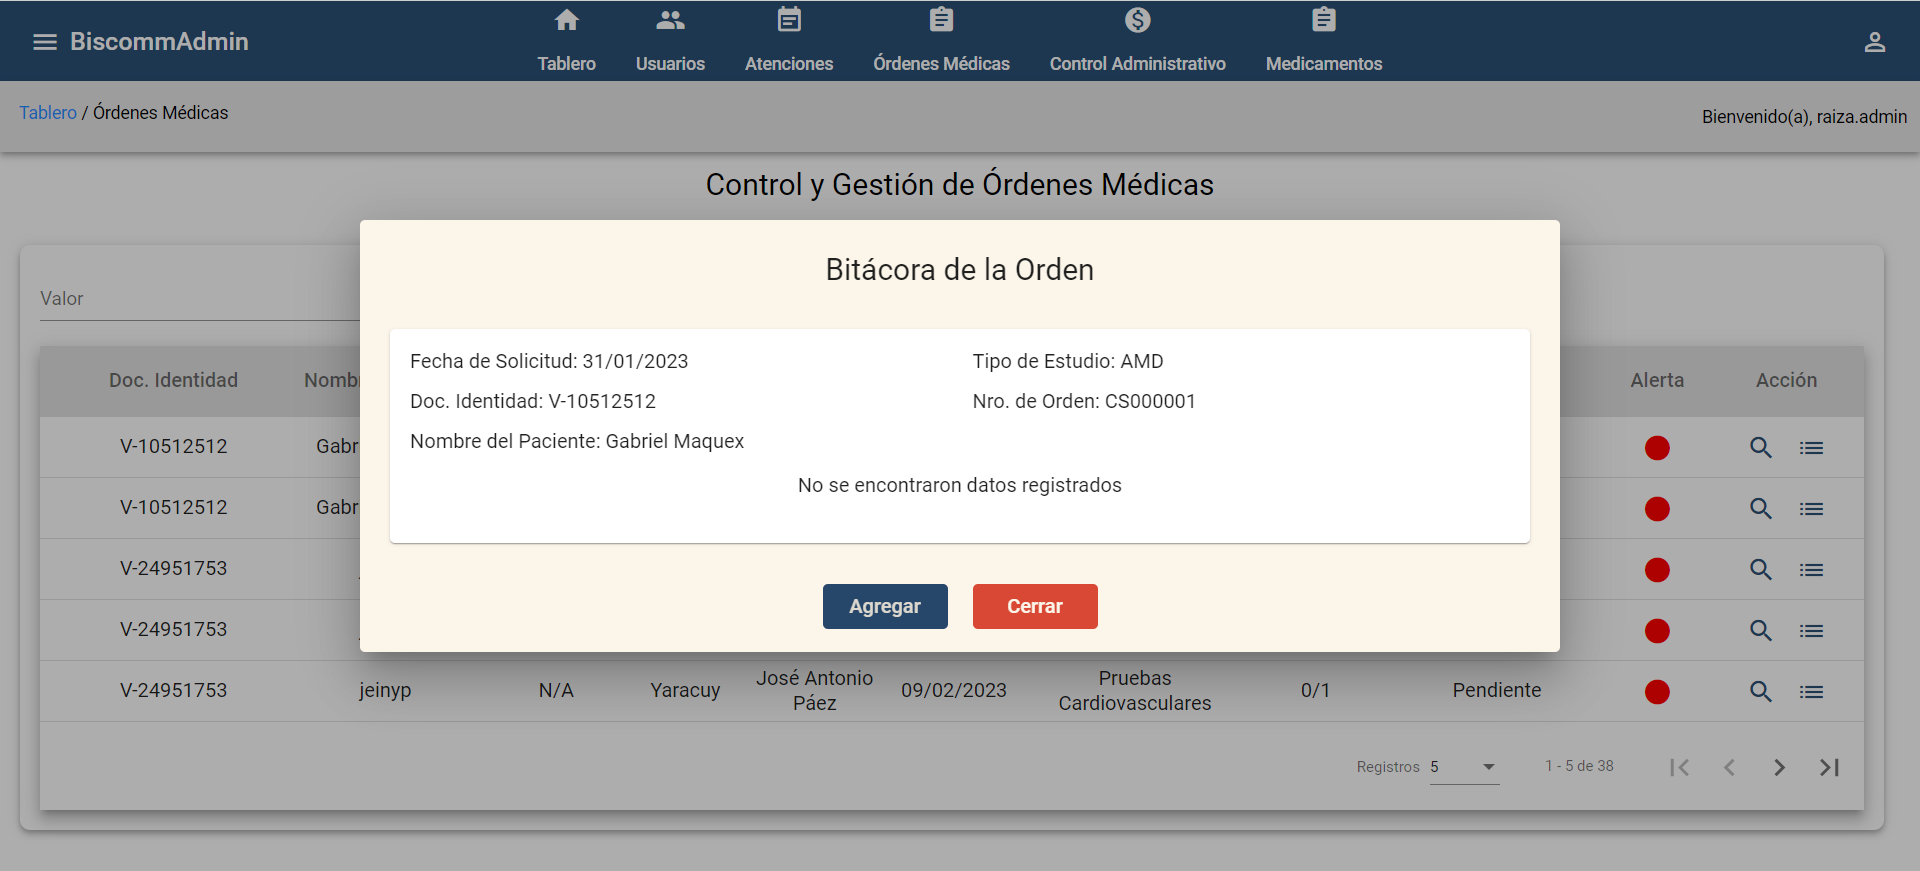 BiscommAdmin
Tablero
Usuarios
Atenciones
Órdenes Médicas
Control Administrativo
Medicamentos
Tablero / Órdenes Médicas
Bienvenido(a), raiza.admin
Control y Gestión de Órdenes Médicas
Valor
Bitácora de la Orden
Fecha de Solicitud: 31/01/2023
Tipo de Estudio: AMD
Doc. Identidad: V-10512512
Nro. de Orden: CS000001
Nombre del Paciente: Gabriel Maquex
No se encontraron datos registrados
Agregar
Cerrar
Doc. Identidad
Nomb
Alerta
Acción
V-10512512
Gabr
V-10512512
Gabr
V-24951753
V-24951753
V-24951753
jeinyp
N/A
Yaracuy
José Antonio
Páez
09/02/2023
Pruebas
Cardiovasculares
0/1
Pendiente
Registros
5
1 - 5 de 38